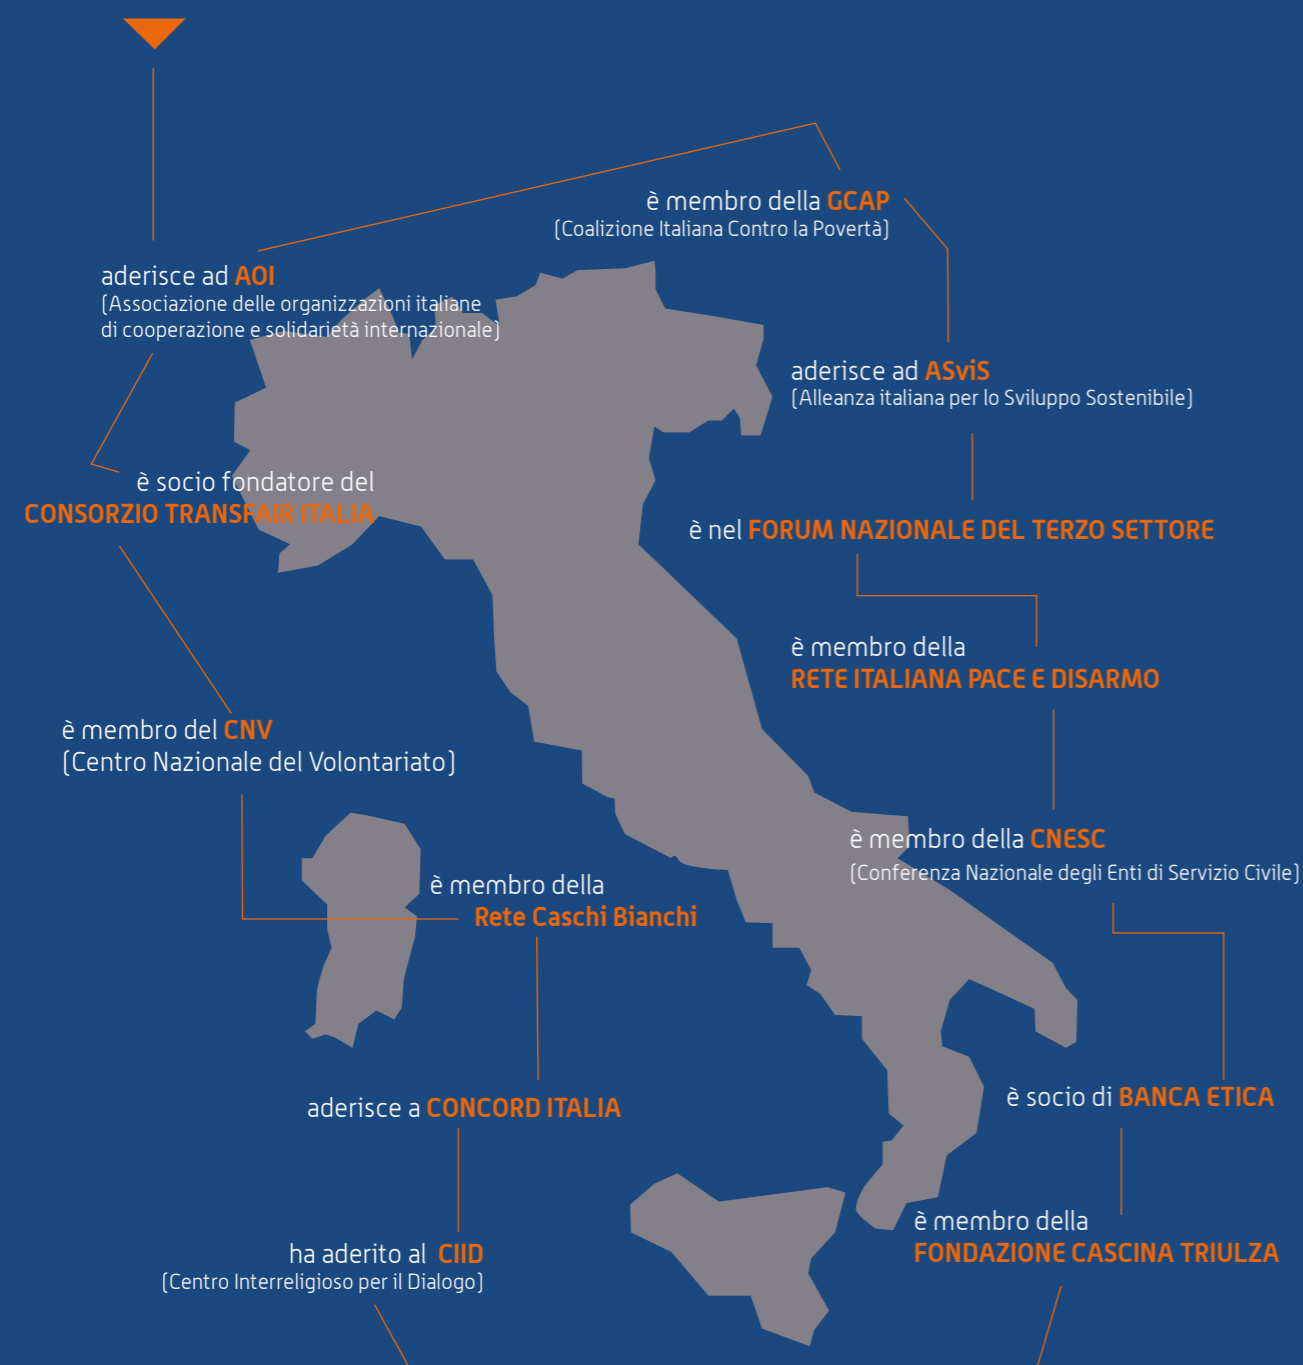 è membro della GCAP
(Coalizione Italiana Contro la Povertà)
aderisce ad AOI
(Associazione delle organizzazioni italiane
di cooperazione e solidarietà internazionale)
aderisce ad ASviS
(Alleanza italiana per lo Sviluppo Sostenibile)
è socio fondatore del
CONSORZIO TRANSFAIR ITALIA
è nel FORUM NAZIONALE DEL TERZO SETTORE
è membro della
RETE ITALIANA PACE E DISARMO
è membro del CNV
(Centro Nazionale del Volontariato)
è membro della CNESC
(Conferenza Nazionale degli Enti di Servizio Civile)
è membro della
Rete Caschi Bianchi
aderisce a CONCORD ITALIA
è socio di BANCA ETICA
è membro della
FONDAZIONE CASCINA TRIULZA
ha aderito al CIID
(Centro Interreligioso per il Dialogo)